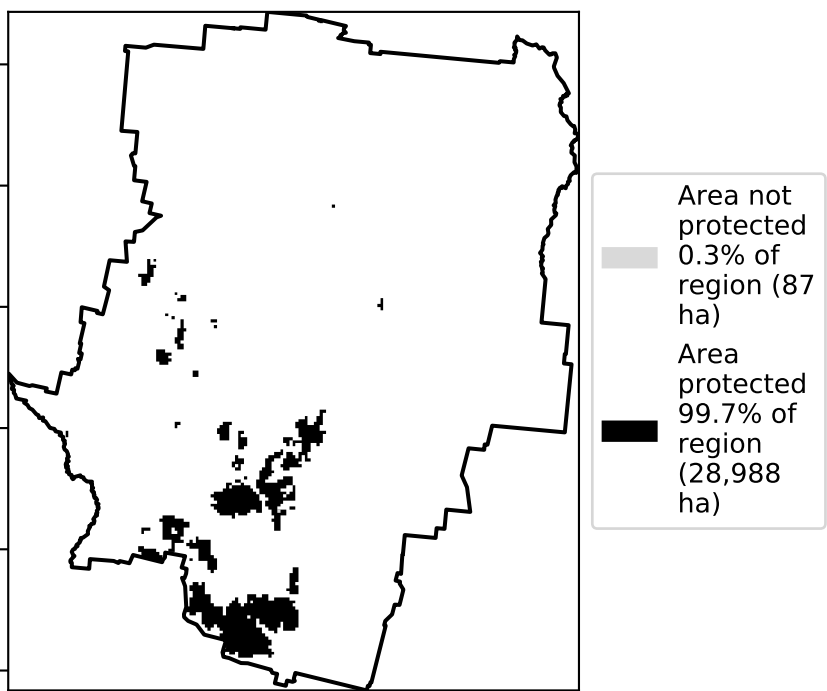 Area not
protected
0.3% of
region (87
ha)
Area
protected
99.7% of
region
(28,988
ha)